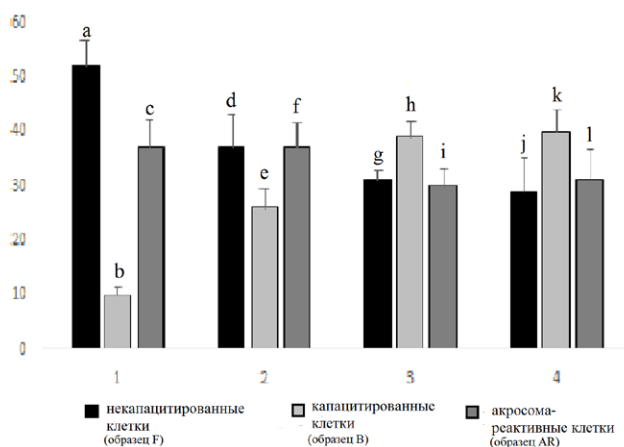 60
50
40
30
20
10
0
a
b
c
d
e
f
g
h
i
j
k
l
1 2 3 4
некапацитированные клетки (образец F)
капацитированные клетки (образец B)
акросома-реактивные клетки (образец AR)